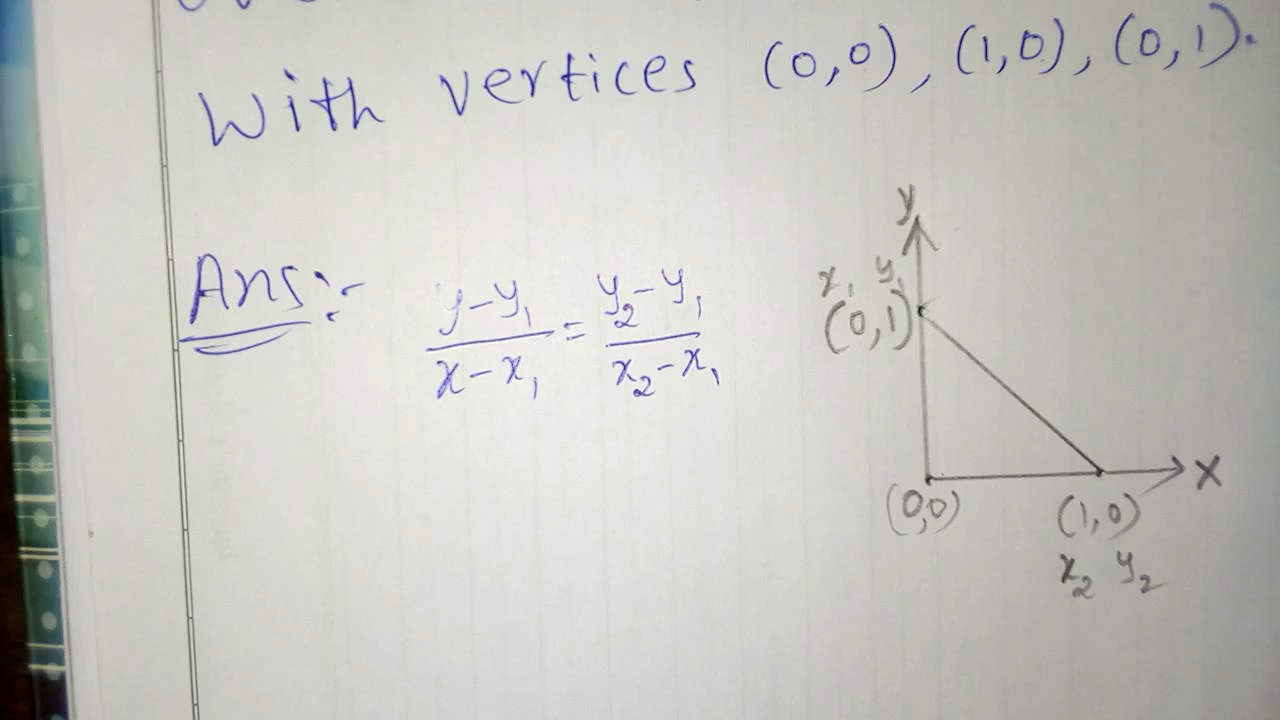 With vertices (0,0), (1,0), (0,1).
Ans:-
y-y₁ / x-x₁ = y₂-y₁ / x₂-x₁
y
x₁ y₁
(0,1)
x
(0,0)
(1,0)
x₂ y₂